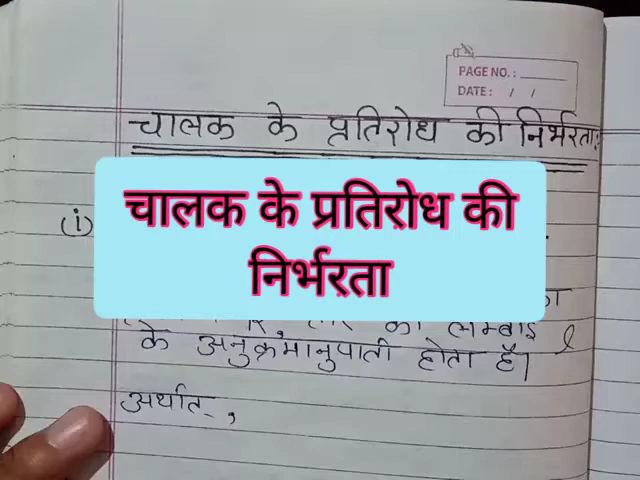 PAGE NO. :
DATE : / /
चालक के प्रतिरोध की निर्भरता:
चालक के प्रतिरोध की
निर्भरता
(i)
की लम्बाई l
के अनुक्रमानुपाती होता है।
अर्थात ,